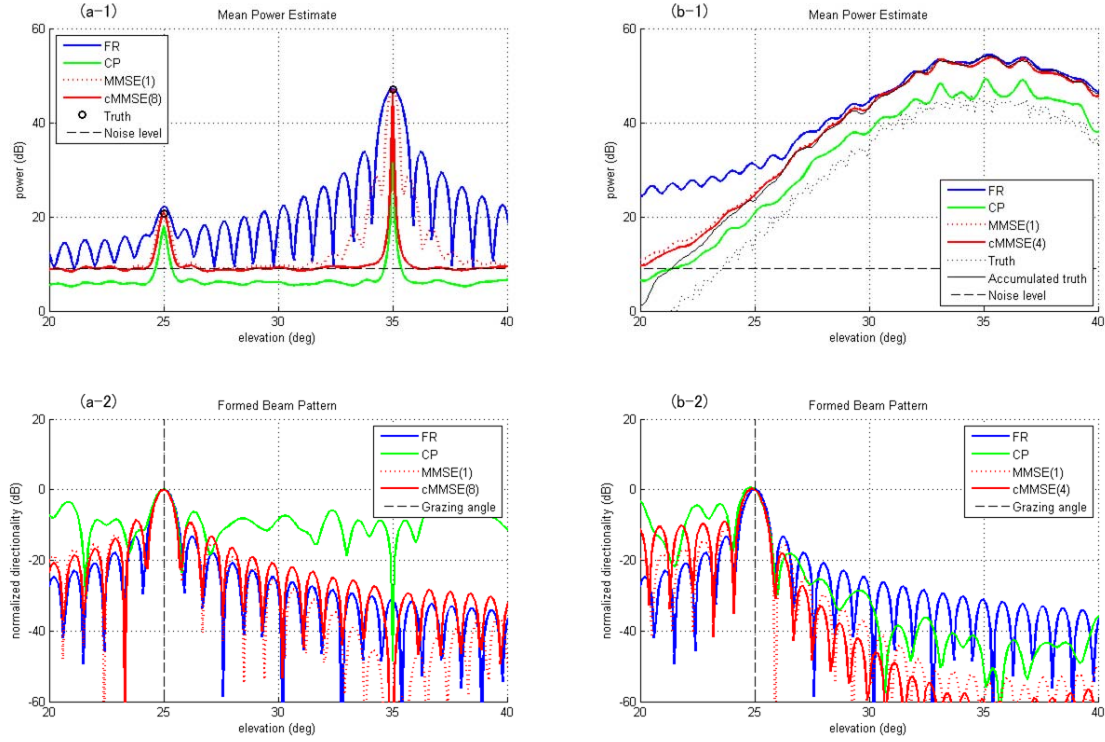 (a-1)
Mean Power Estimate
60
40
20
0
power (dB)
FR
CP
MMSE(1)
cMMSE(8)
Truth
Noise level
20
25
30
35
40
elevation (deg)
(b-1)
Mean Power Estimate
60
40
20
0
power (dB)
FR
CP
MMSE(1)
cMMSE(4)
Truth
Accumulated truth
Noise level
20
25
30
35
40
elevation (deg)
(a-2)
Formed Beam Pattern
20
0
-20
-40
-60
normalized directionality (dB)
FR
CP
MMSE(1)
cMMSE(8)
Grazing angle
20
25
30
35
40
elevation (deg)
(b-2)
Formed Beam Pattern
20
0
-20
-40
-60
normalized directionality (dB)
FR
CP
MMSE(1)
cMMSE(4)
Grazing angle
20
25
30
35
40
elevation (deg)